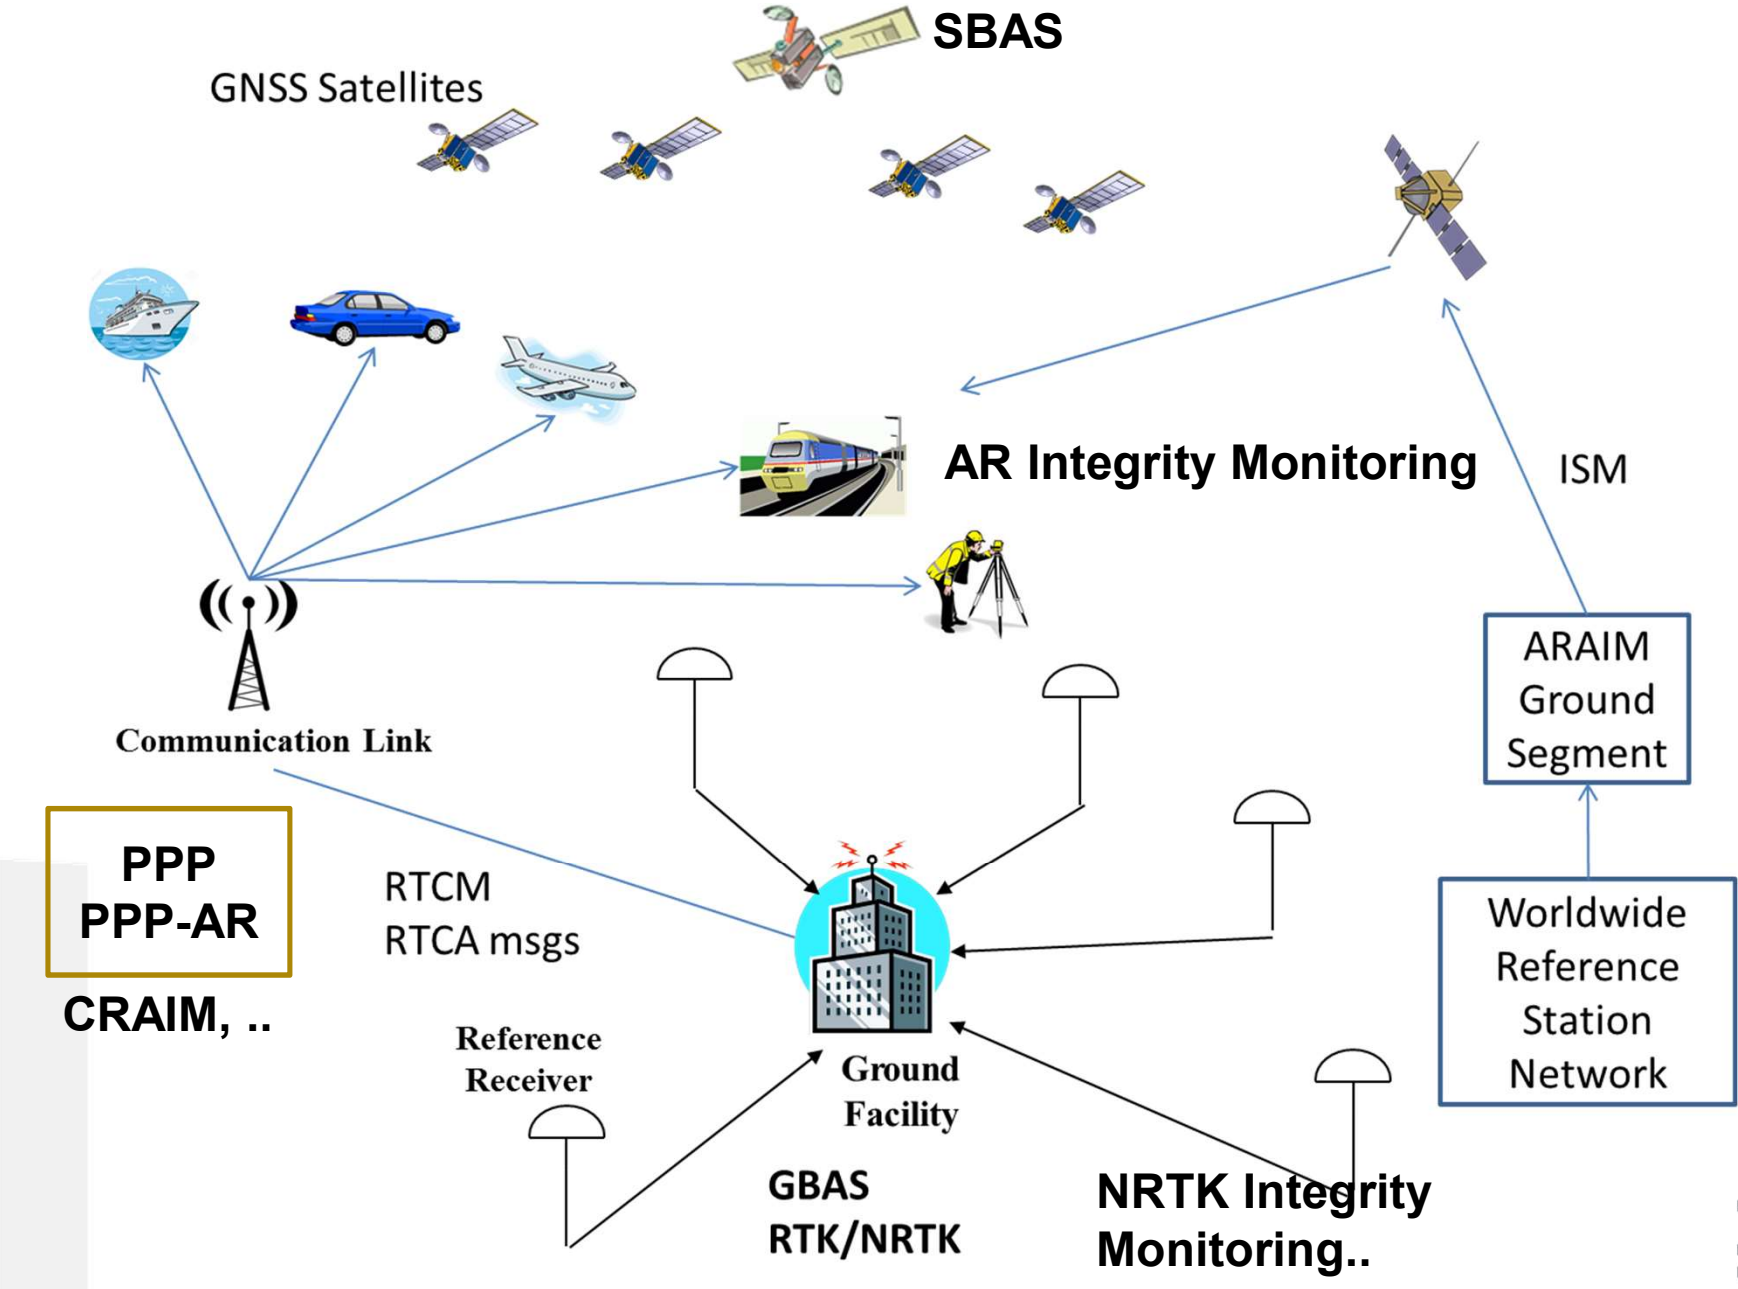 SBAS
GNSS Satellites
AR Integrity Monitoring
ISM
ARAIM
Ground
Segment
Communication Link
PPP
PPP-AR
CRAIM, ..
RTCM
RTCA msgs
Worldwide
Reference
Station
Network
Reference
Receiver
Ground
Facility
GBAS
RTK/NRTK
NRTK Integrity
Monitoring..